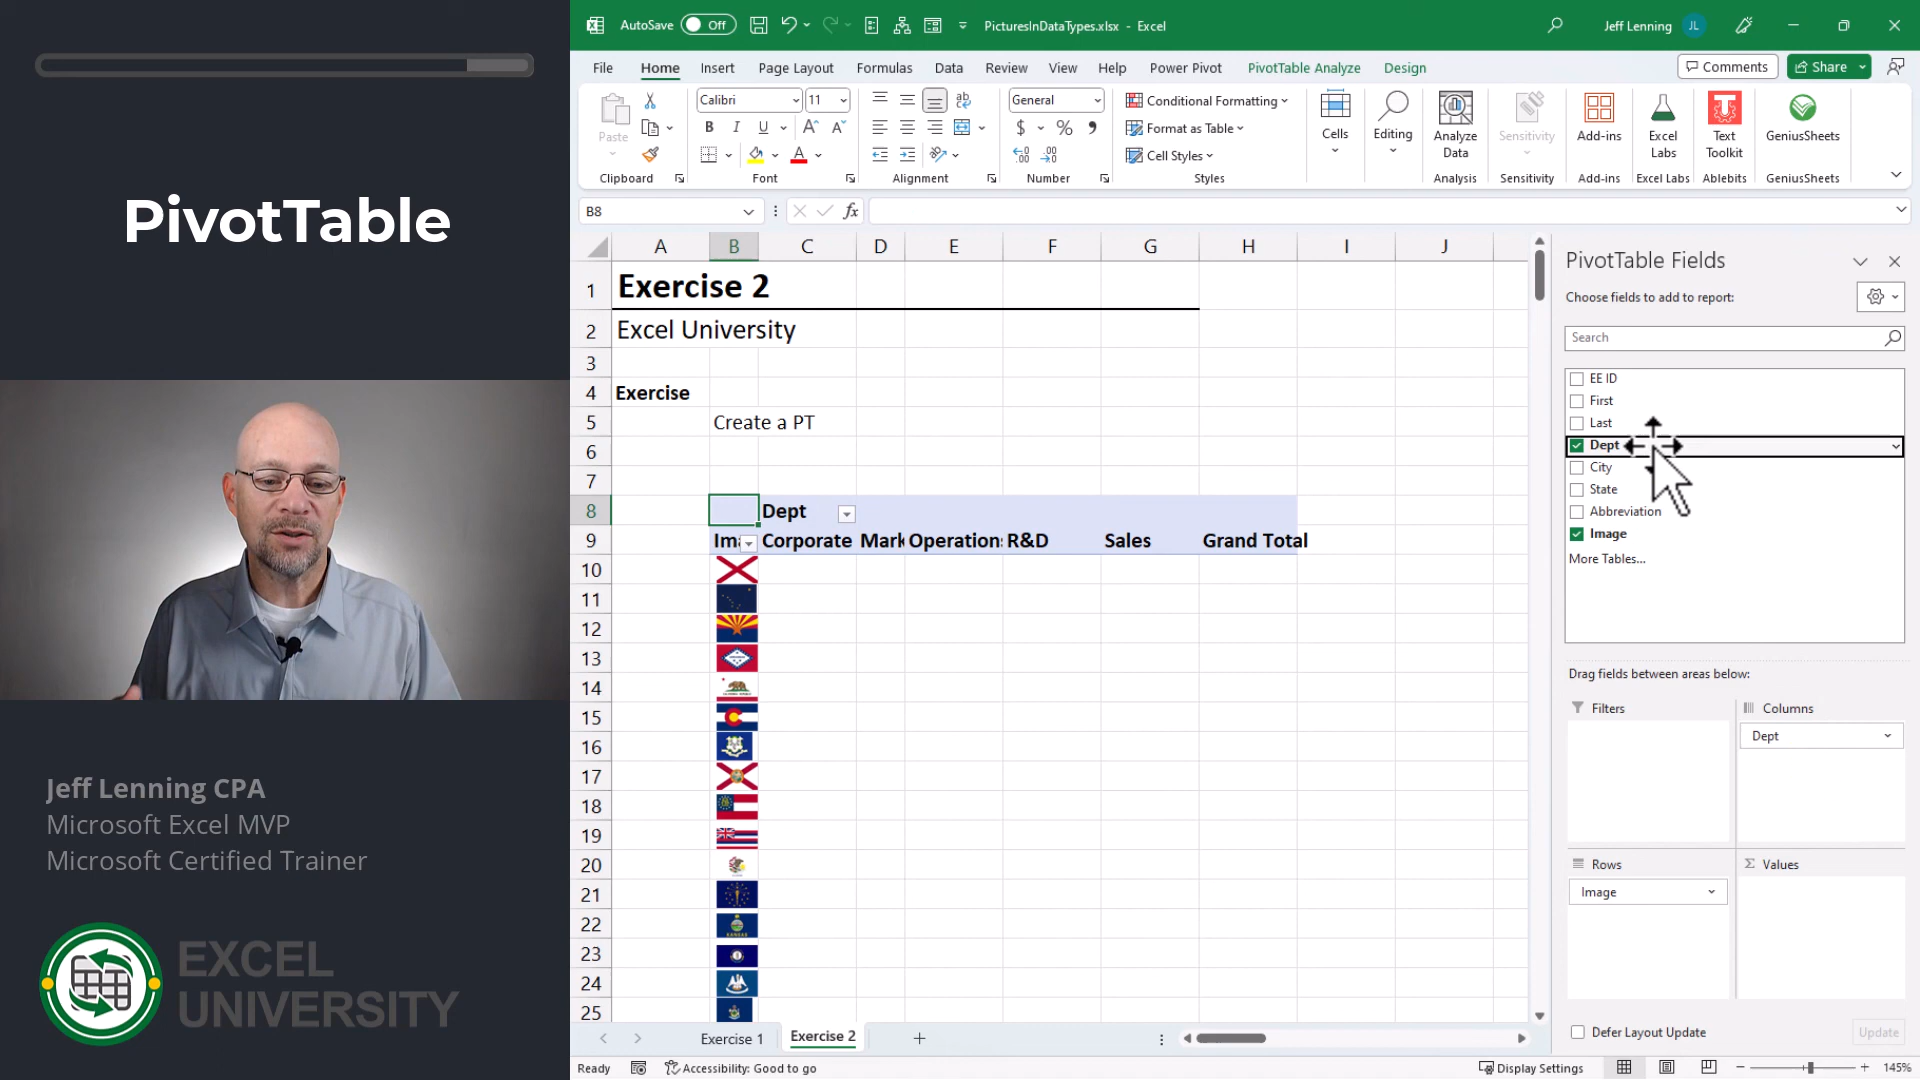 PivotTable
Jeff Lenning CPA
Microsoft Excel MVP
Microsoft Certified Trainer
EXCEL
UNIVERSITY
AutoSave Off PicturesInDataTypes.xlsx - Excel Jeff Lenning JL
File Home Insert Page Layout Formulas Data Review View Help Power Pivot PivotTable Analyze Design Comments Share
Paste
Clipboard
Calibri 11
B I U
Font
Alignment
General
$ % 9
Number
Conditional Formatting
Format as Table
Cell Styles
Styles
Cells
Editing
Analyze Data
Analysis
Sensitivity
Sensitivity
Add-ins
Add-ins
Excel Labs
Excel Labs
Text Toolkit
Ablebits
GeniusSheets
GeniusSheets
B8 fx
A B C D E F G H I J
1 Exercise 2
2 Excel University
3
4 Exercise
5 Create a PT
6
7
8 Dept
9 Ima Corporate Mark Operation R&D Sales Grand Total
10
11
12
13
14
15
16
17
18
19
20
21
22
23
24
25
Exercise 1 Exercise 2
Ready Accessibility: Good to go Display Settings 145%
PivotTable Fields
Choose fields to add to report:
Search
EE ID
First
Last
Dept
City
State
Abbreviation
Image
More Tables...
Drag fields between areas below:
Filters
Columns
Dept
Rows
Image
Σ Values
Defer Layout Update Update